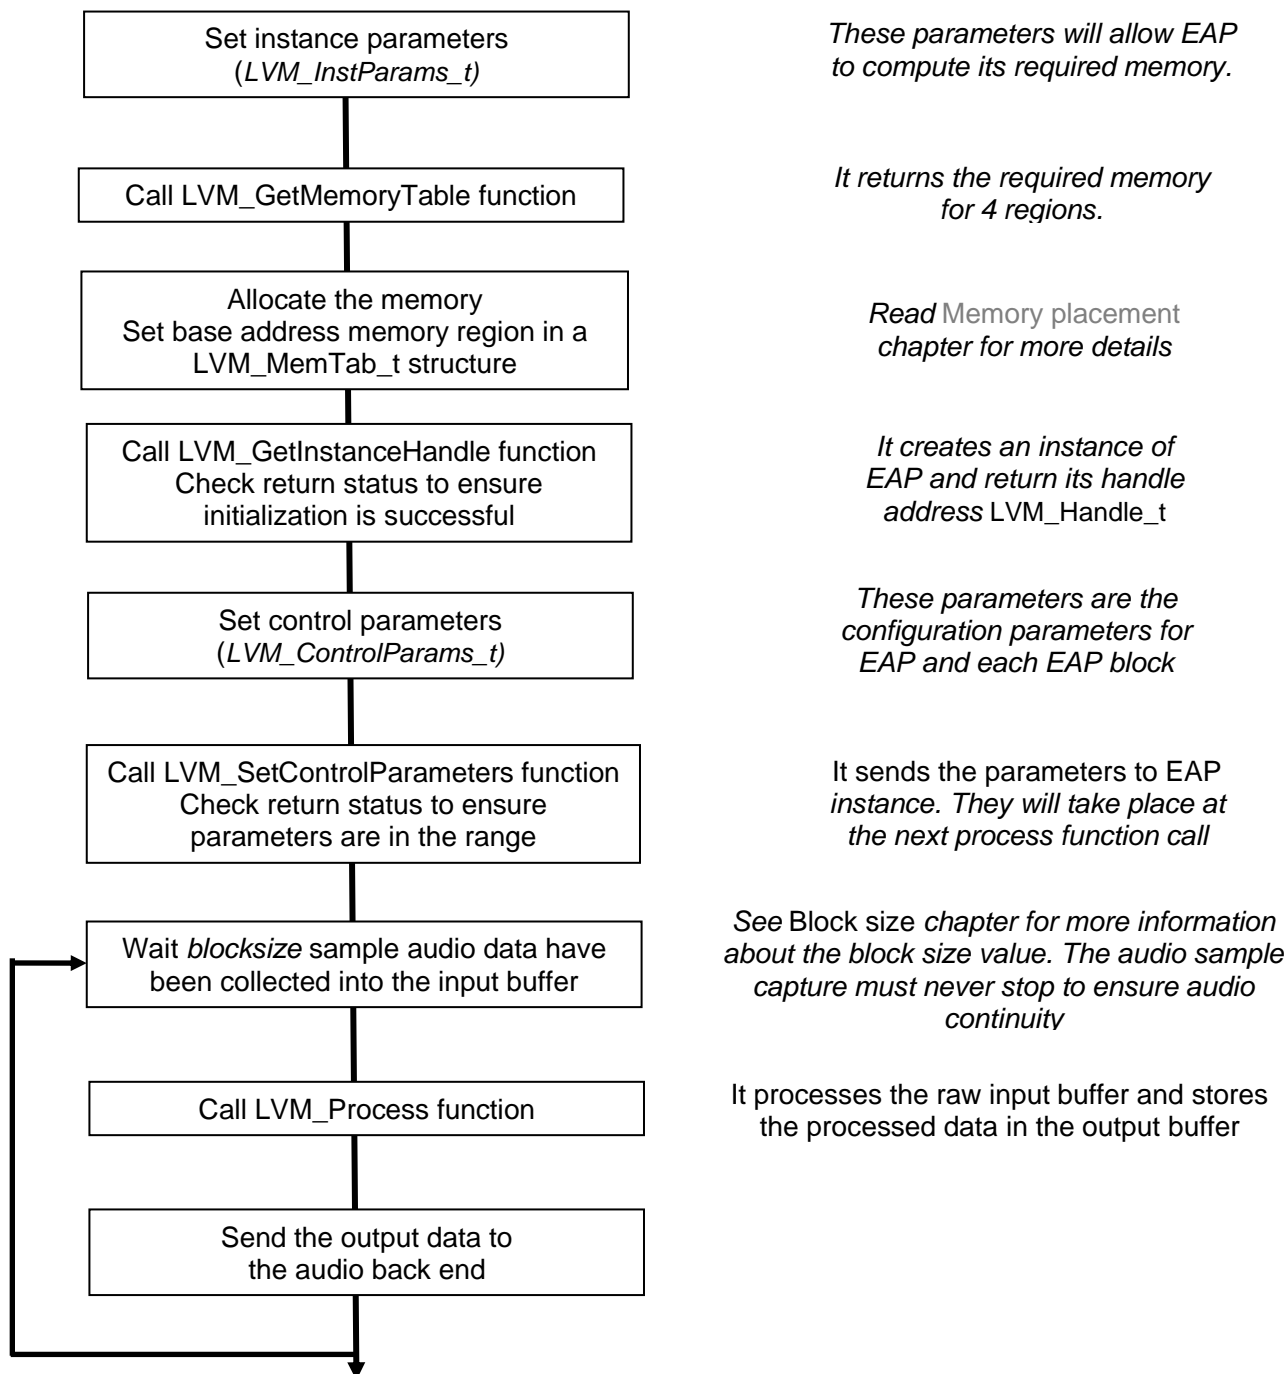 Set instance parameters
(LVM_InstParams_t)
These parameters will allow EAP
to compute its required memory.
Call LVM_GetMemoryTable function
It returns the required memory
for 4 regions.
Allocate the memory
Set base address memory region in a
LVM_MemTab_t structure
Read Memory placement
chapter for more details
Call LVM_GetInstanceHandle function
Check return status to ensure
initialization is successful
It creates an instance of
EAP and return its handle
address LVM_Handle_t
Set control parameters
(LVM_ControlParams_t)
These parameters are the
configuration parameters for
EAP and each EAP block
Call LVM_SetControlParameters function
Check return status to ensure
parameters are in the range
It sends the parameters to EAP
instance. They will take place at
the next process function call
Wait blocksize sample audio data have
been collected into the input buffer
See Block size chapter for more information
about the block size value. The audio sample
capture must never stop to ensure audio
continuity
Call LVM_Process function
It processes the raw input buffer and stores
the processed data in the output buffer
Send the output data to
the audio back end